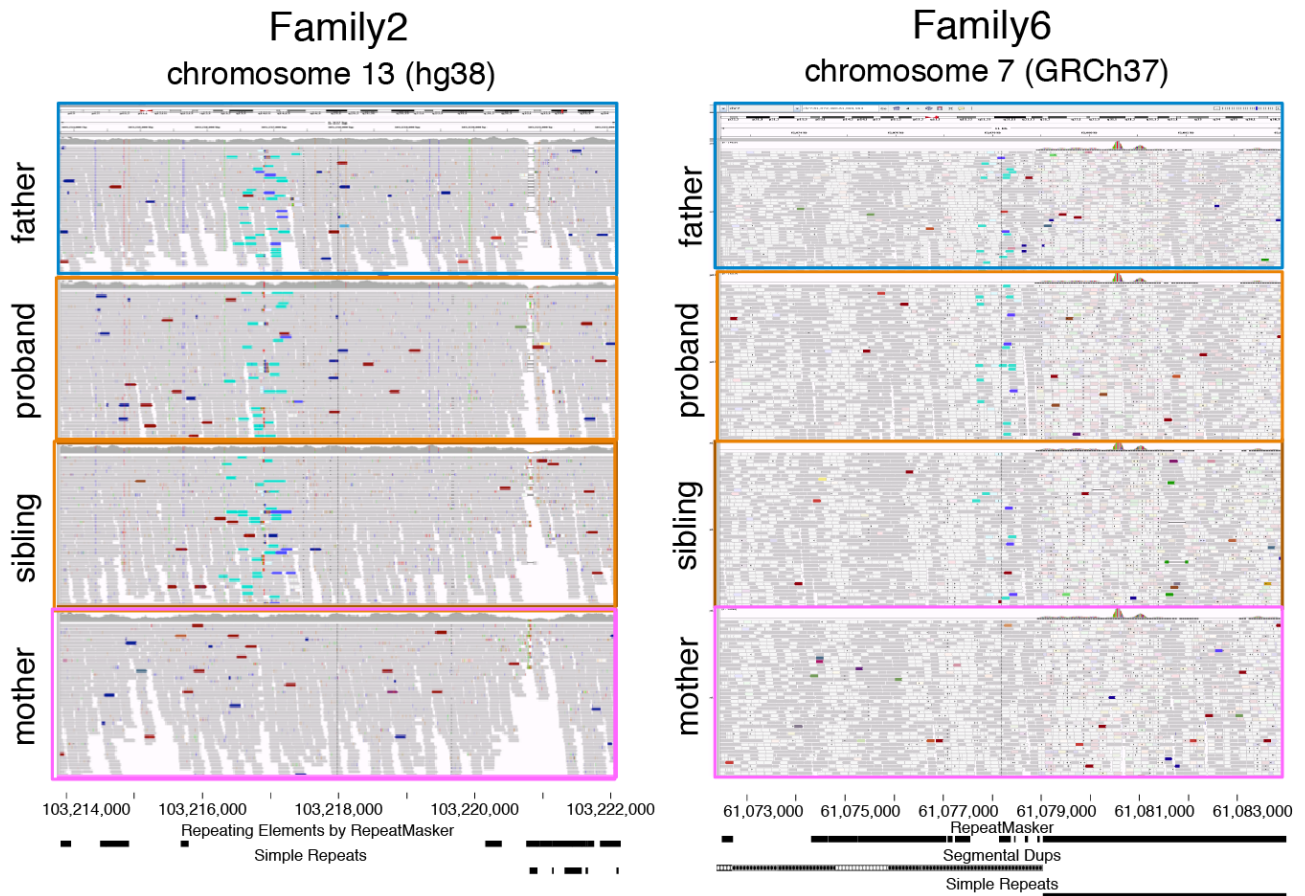 Family2
chromosome 13 (hg38)
father
proband
sibling
mother
103,214,000 103,216,000 103,218,000 103,220,000 103,222,000
Repeating Elements by RepeatMasker
Simple Repeats
Family6
chromosome 7 (GRCh37)
father
proband
sibling
mother
61,073,000 61,075,000 61,077,000 61,079,000 61,081,000 61,083,000
RepeatMasker
Segmental Dups
Simple Repeats